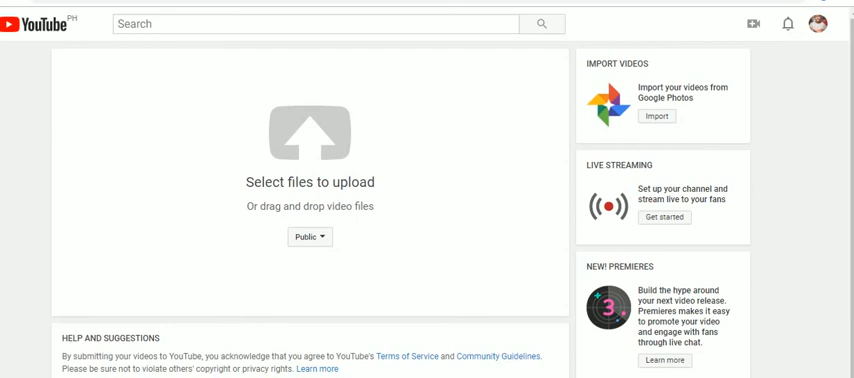 YouTube PH
Search
Select files to upload
Or drag and drop video files
Public
IMPORT VIDEOS
Import your videos from
Google Photos
Import
LIVE STREAMING
Set up your channel and
stream live to your fans
Get started
NEW! PREMIERES
3
Build the hype around
your next video release.
Premieres makes it easy
to promote your video
and engage with fans
through live chat.
Learn more
HELP AND SUGGESTIONS
By submitting your videos to YouTube, you acknowledge that you agree to YouTube's Terms of Service and Community Guidelines.
Please be sure not to violate others' copyright or privacy rights. Learn more